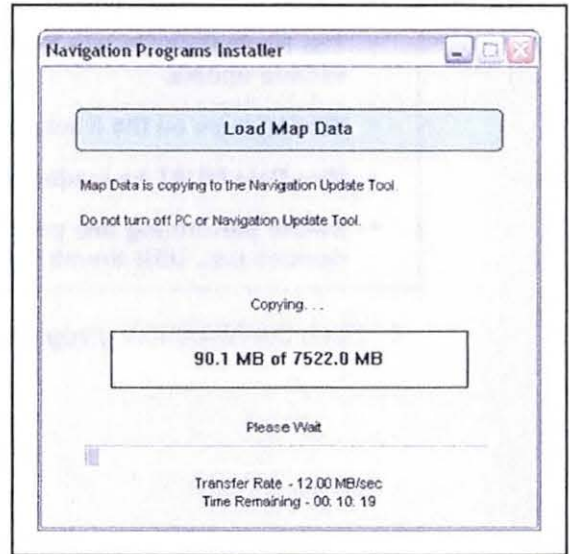 Navigation Programs Installer
Load Map Data
Map Data is copying to the Navigation Update Tool.
Do not turn off PC or Navigation Update Tool.
Copying. . .
90.1 MB of 7522.0 MB
Please Wait
Transfer Rate - 12.00 MB/sec
Time Remaining - 00: 10: 19